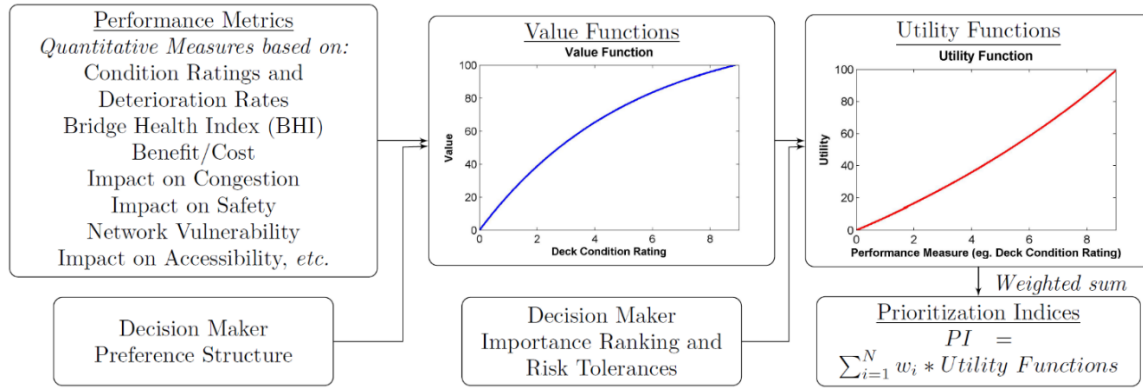 Performance Metrics
Quantitative Measures based on:
Condition Ratings and
Deterioration Rates
Bridge Health Index (BHI)
Benefit/Cost
Impact on Congestion
Impact on Safety
Network Vulnerability
Impact on Accessibility, etc.
Decision Maker
Preference Structure
Value Functions
Value Function
100
80
60
40
20
0
Value
0 2 4 6 8
Deck Condition Rating
Decision Maker
Importance Ranking and
Risk Tolerances
Utility Functions
Utility Function
100
80
60
40
20
0
Utility
0 2 4 6 8
Performance Measure (eg. Deck Condition Rating)
Weighted sum
Prioritization Indices
PI =
∑_{i=1}^{N} w_i * Utility Functions